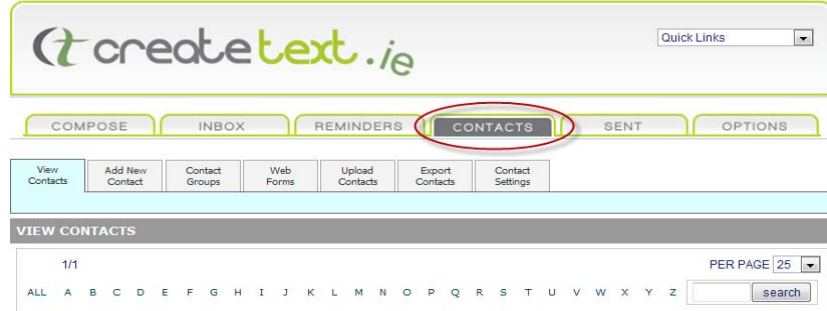 createtext.ie
Quick Links
COMPOSE INBOX REMINDERS CONTACTS SENT OPTIONS
View Contacts Add New Contact Contact Groups Web Forms Upload Contacts Export Contacts Contact Settings
VIEW CONTACTS
1/1 PER PAGE 25
ALL A B C D E F G H I J K L M N O P Q R S T U V W X Y Z search